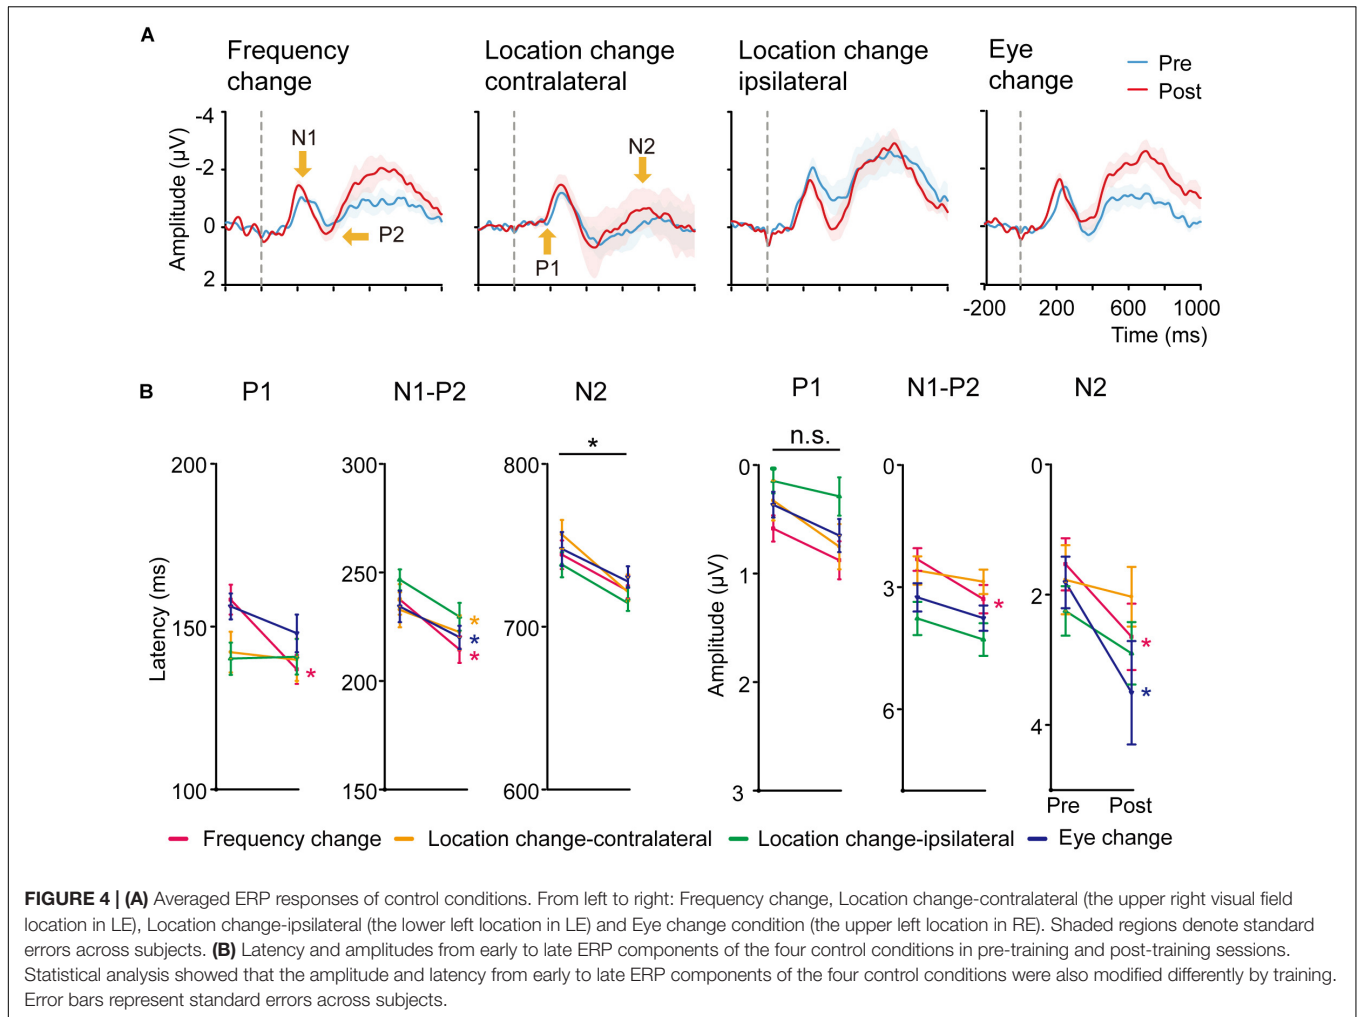 A
Frequency
change
Location change
contralateral
Location change
ipsilateral
Eye
change
Pre
Post
Amplitude (μV)
-4
-2
0
2
N1
P2
N2
P1
-200
200
600
1000
Time (ms)
B
P1
N1-P2
N2
P1
N1-P2
N2
*
n.s.
Latency (ms)
200
150
100
300
250
200
150
*
*
*
*
800
700
600
Amplitude (μV)
0
1
2
3
0
3
6
*
0
2
4
*
*
Pre
Post
Frequency change
Location change-contralateral
Location change-ipsilateral
Eye change
FIGURE 4 | (A) Averaged ERP responses of control conditions. From left to right: Frequency change, Location change-contralateral (the upper right visual field
location in LE), Location change-ipsilateral (the lower left location in LE) and Eye change condition (the upper left location in RE). Shaded regions denote standard
errors across subjects. (B) Latency and amplitudes from early to late ERP components of the four control conditions in pre-training and post-training sessions.
Statistical analysis showed that the amplitude and latency from early to late ERP components of the four control conditions were also modified differently by training.
Error bars represent standard errors across subjects.